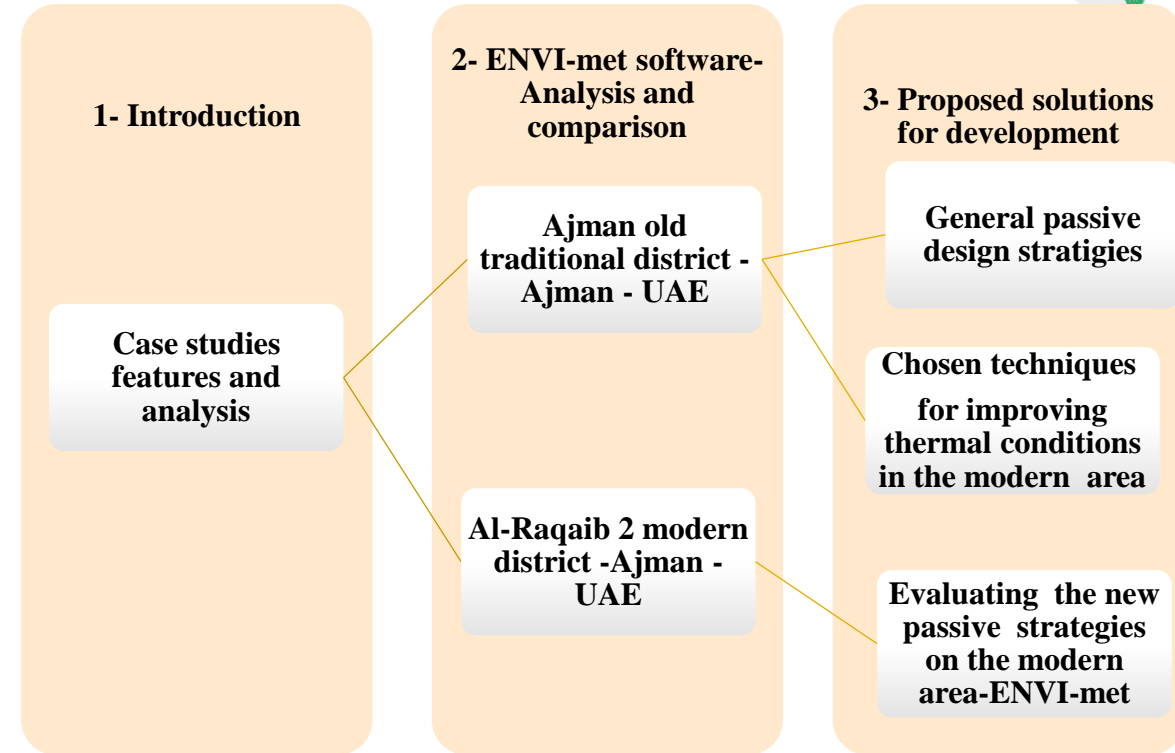 1- Introduction
Case studies
features and
analysis
2- ENVI-met software-
Analysis and
comparison
Ajman old
traditional district -
Ajman - UAE
Al-Raqaib 2 modern
district -Ajman -
UAE
3- Proposed solutions
for development
General passive
design stratigies
Chosen techniques
for improving
thermal conditions
in the modern area
Evaluating the new
passive strategies
on the modern
area-ENVI-met